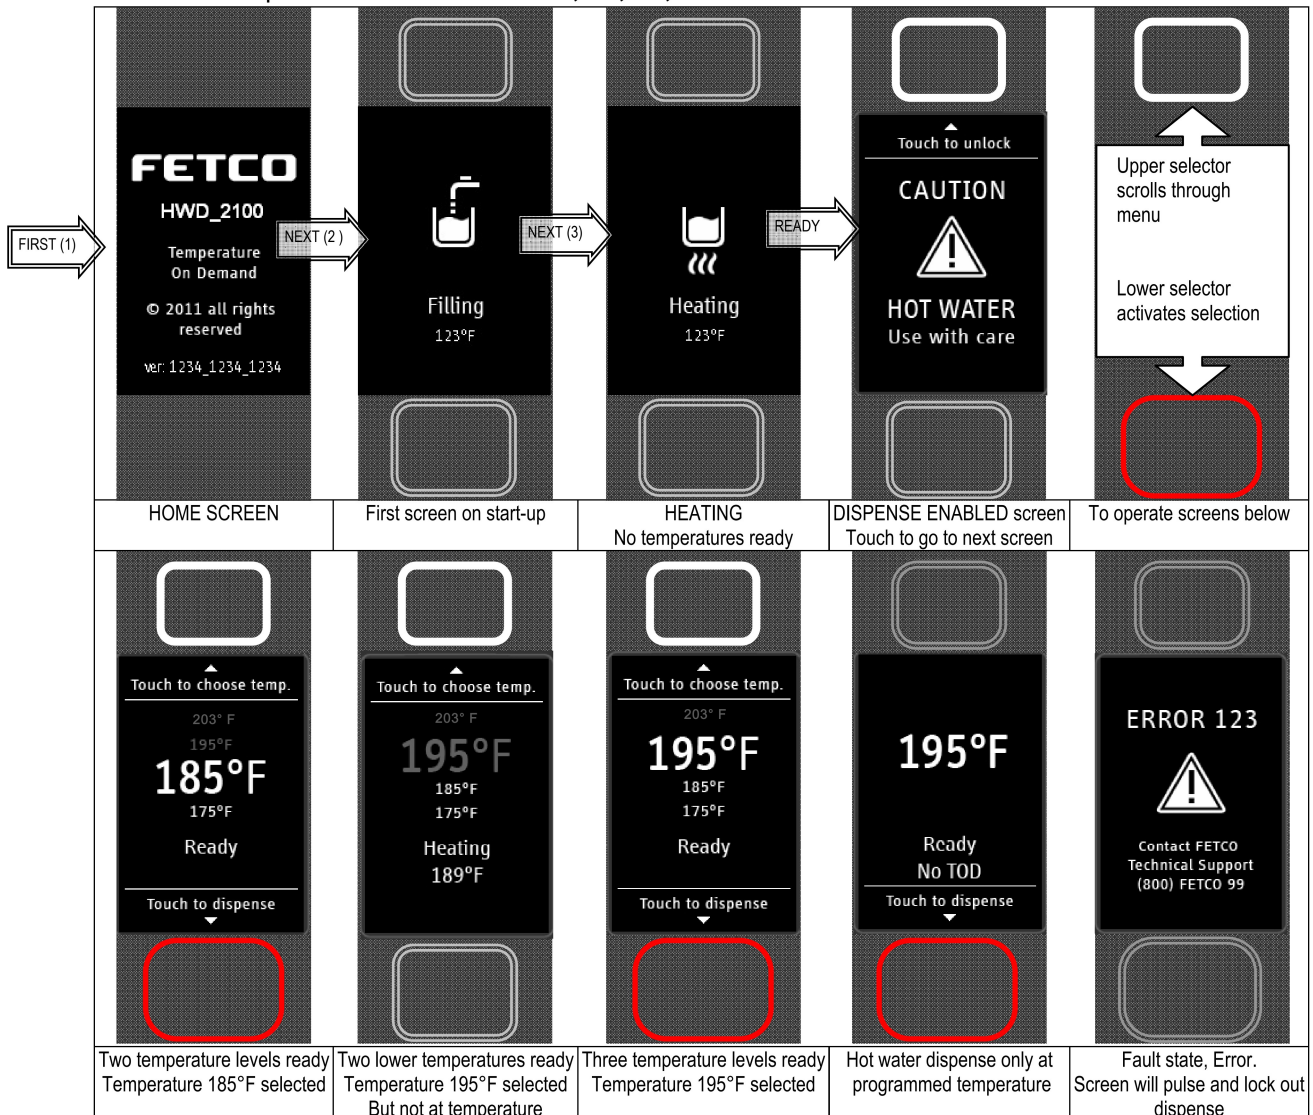 FIRST (1)
FETCO
HWD_2100
Temperature
On Demand
© 2011 all rights
reserved
ver: 1234_1234_1234
NEXT (2 )
Filling
123°F
NEXT (3)
Heating
123°F
READY
Touch to unlock
CAUTION
HOT WATER
Use with care
Upper selector
scrolls through
menu
Lower selector
activates selection
HOME SCREEN
First screen on start-up
HEATING
No temperatures ready
DISPENSE ENABLED screen
Touch to go to next screen
To operate screens below
Touch to choose temp.
203° F
195°F
185°F
175°F
Ready
Touch to dispense
Touch to choose temp.
203° F
195°F
185°F
175°F
Heating
189°F
Touch to choose temp.
203° F
195°F
185°F
175°F
Ready
Touch to dispense
195°F
Ready
No TOD
Touch to dispense
ERROR 123
Contact FETCO
Technical Support
(800) FETCO 99
Two temperature levels ready
Temperature 185°F selected
Two lower temperatures ready
Temperature 195°F selected
But not at temperature
Three temperature levels ready
Temperature 195°F selected
Hot water dispense only at
programmed temperature
Fault state, Error.
Screen will pulse and lock out
dispense